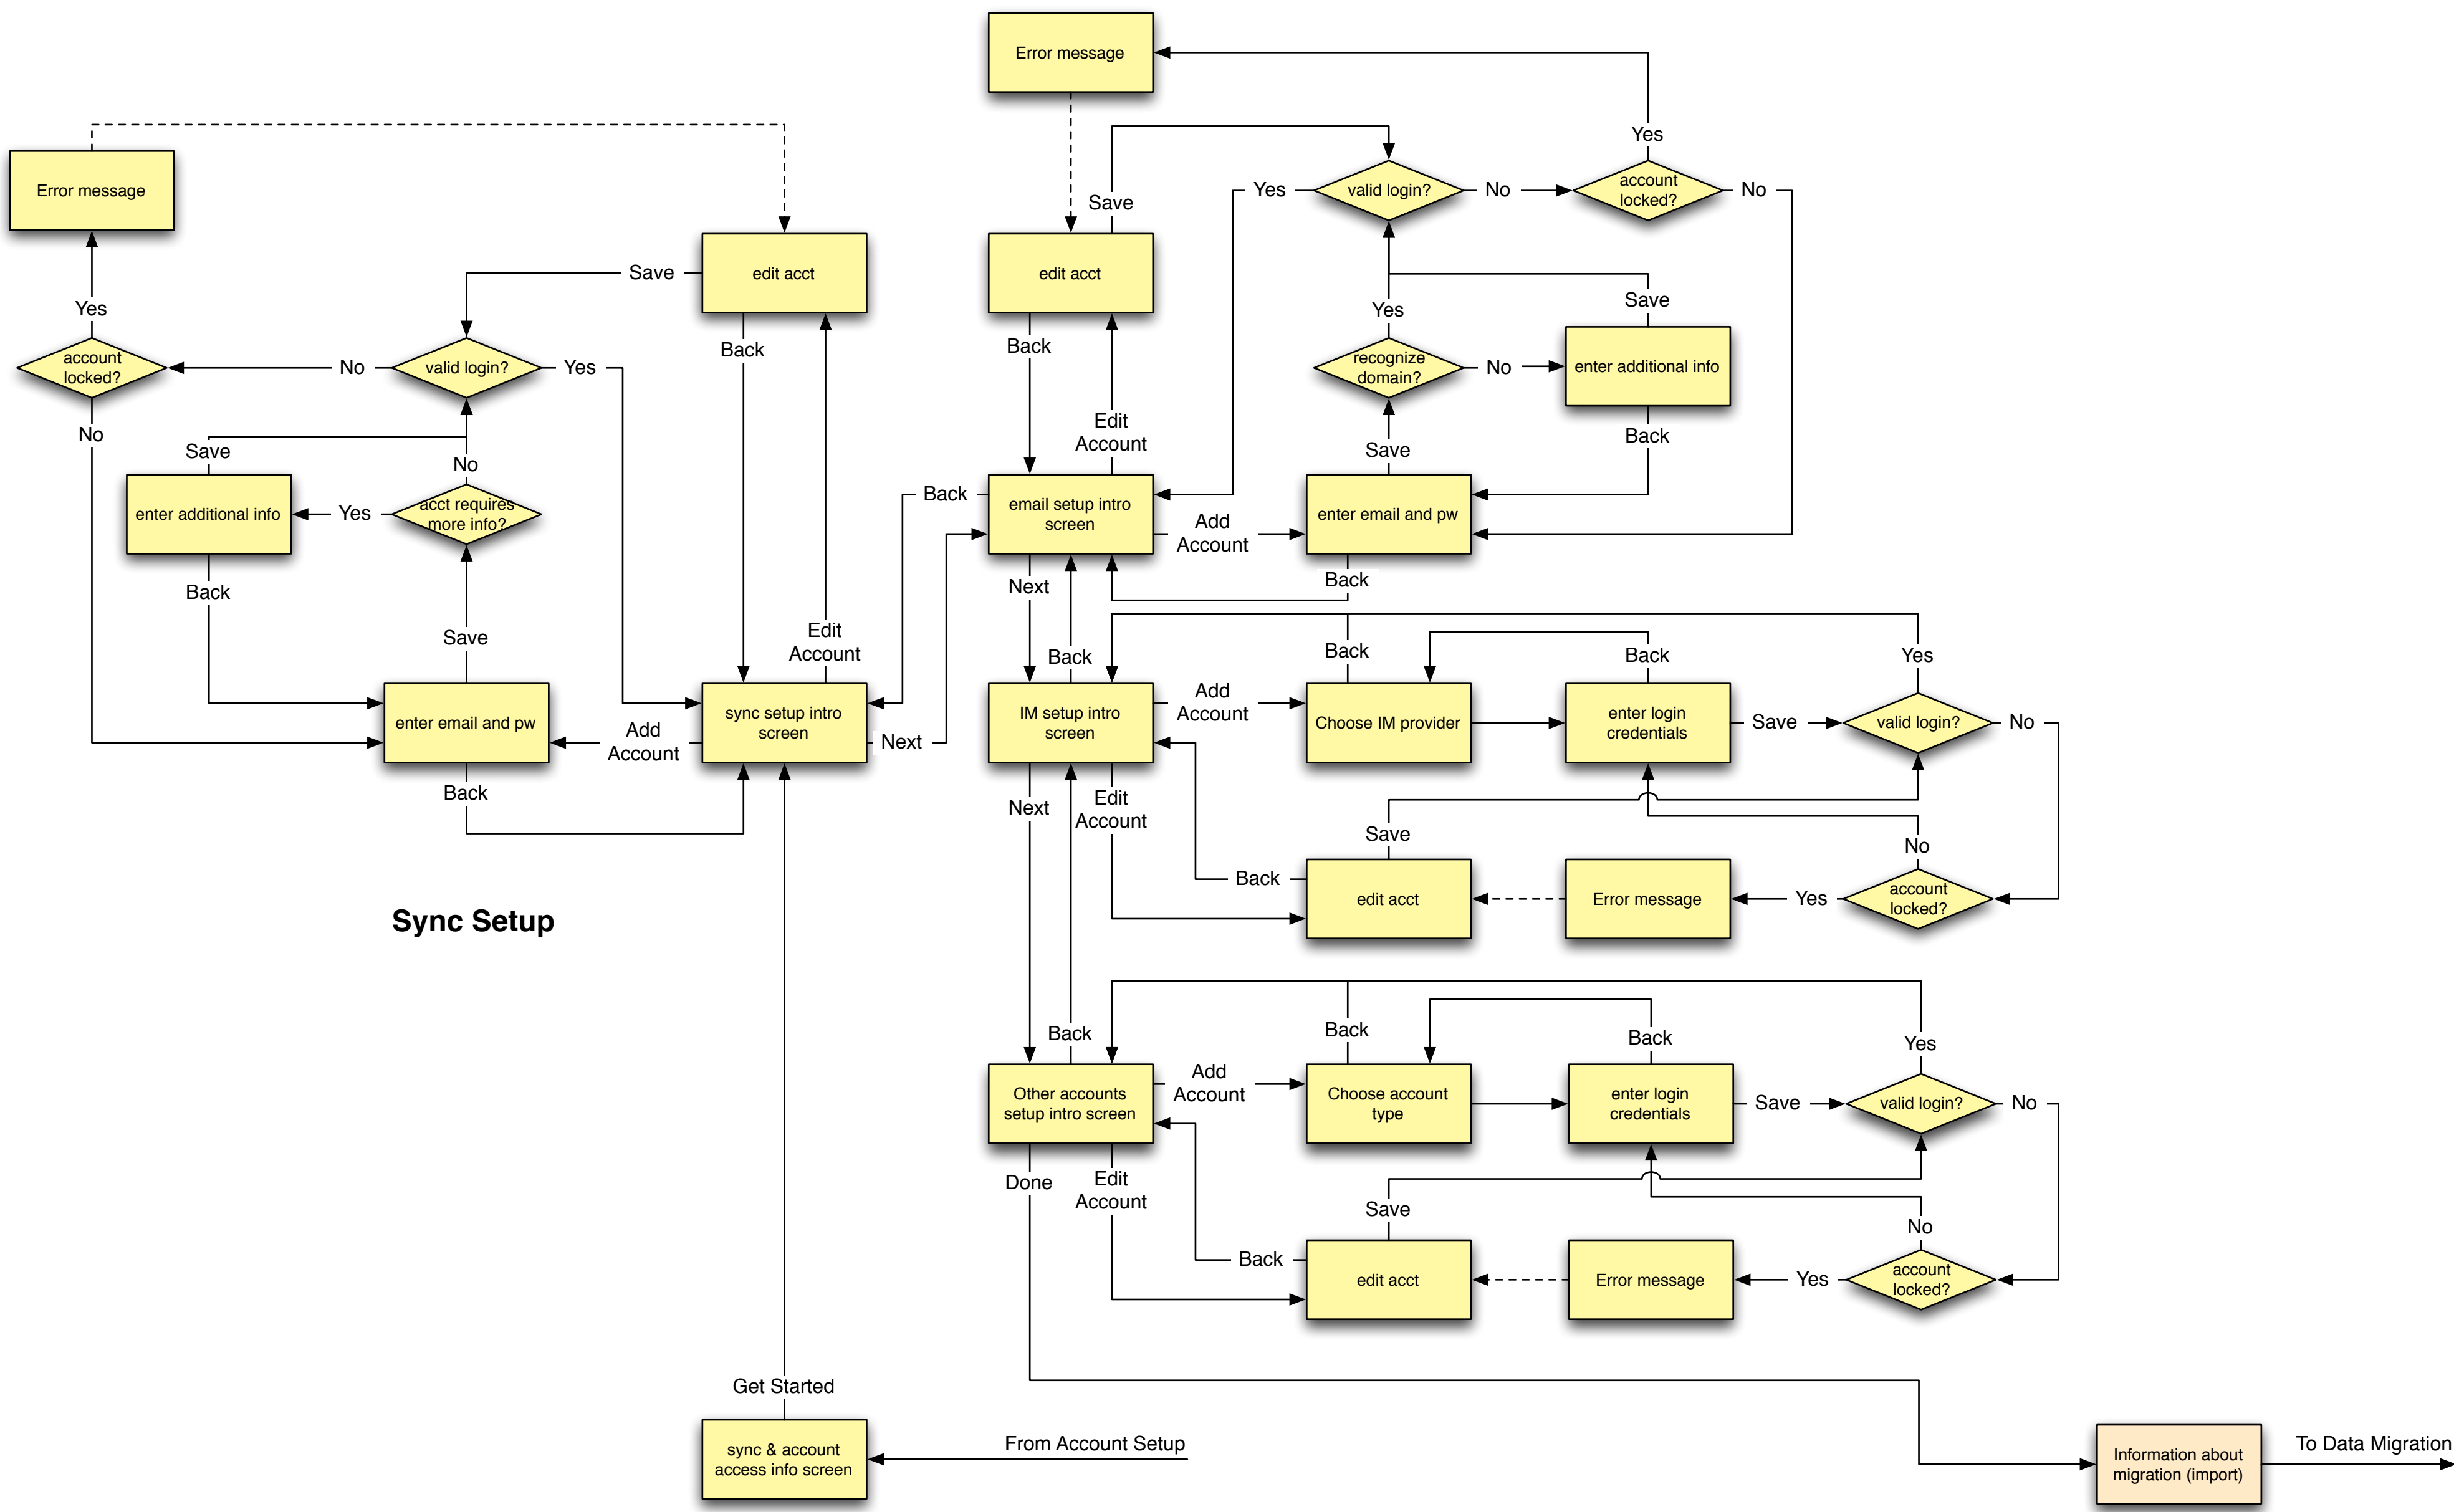 Error message
Yes
Error message
valid login?
No
account
locked?
No
Yes
Save
edit acct
Save
edit acct
Back
Yes
Save
enter additional info
Yes
account
locked?
No
valid login?
Yes
Back
recognize
domain?
No
Back
Edit
Account
Save
No
Save
No
enter additional info
Yes
acct requires
more info?
Back
email setup intro
screen
Add
Account
enter email and pw
Back
Next
Back
Save
Edit
Account
Back
Back
Back
Yes
enter email and pw
Add
Account
sync setup intro
screen
Next
IM setup intro
screen
Add
Account
Choose IM provider
enter login
credentials
Save
valid login?
No
Back
Next
Edit
Account
Save
No
Back
edit acct
Error message
Yes
account
locked?
Sync Setup
Back
Back
Back
Yes
Other accounts
setup intro screen
Add
Account
Choose account
type
enter login
credentials
Save
valid login?
No
Done
Edit
Account
Save
No
Back
edit acct
Error message
Yes
account
locked?
Get Started
sync & account
access info screen
From Account Setup
Information about
migration (import)
To Data Migration